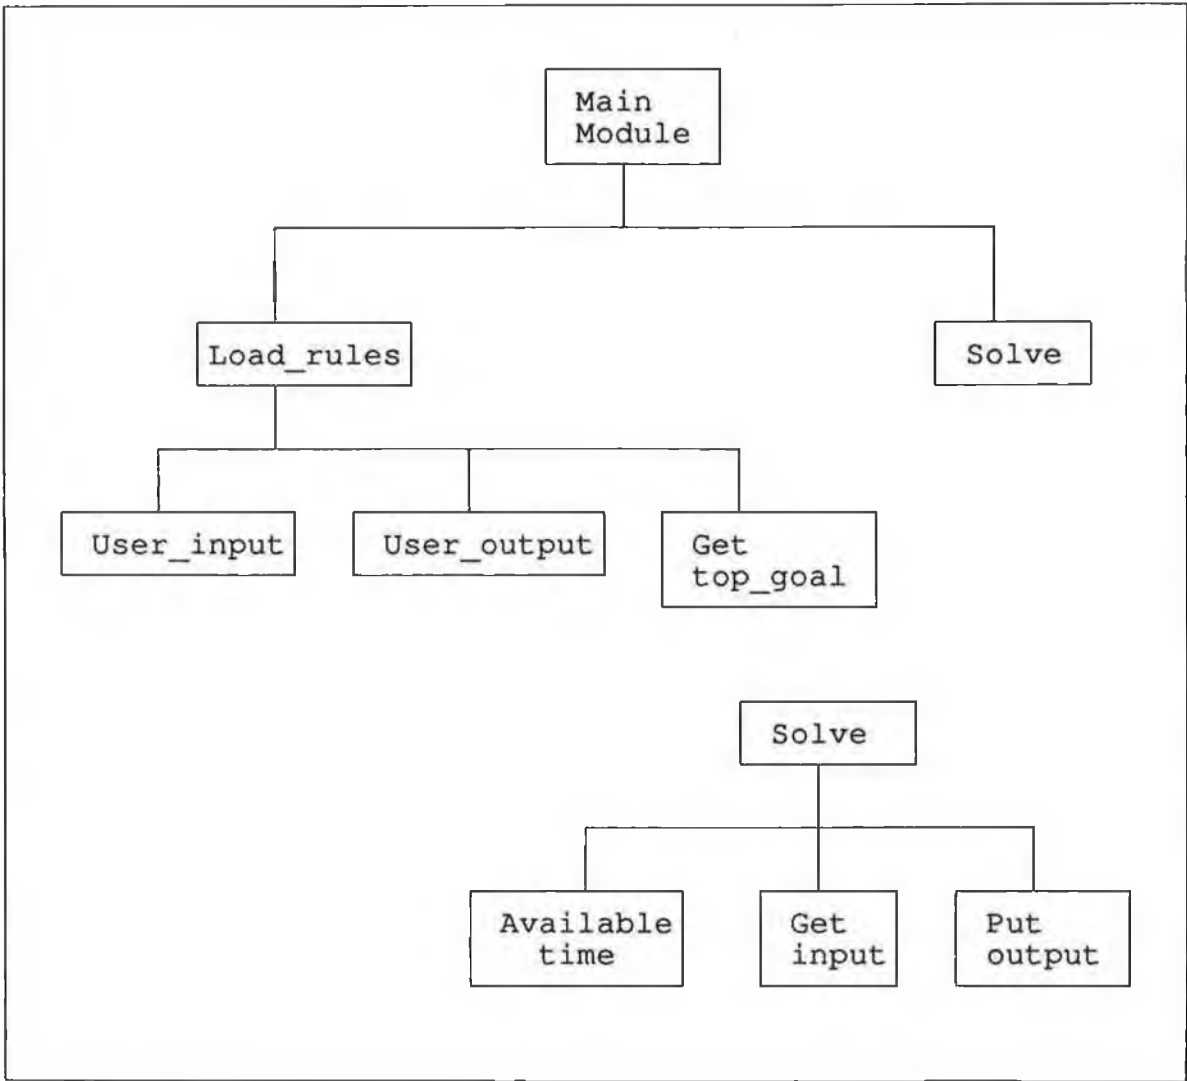 Main
Module
Load_rules
Solve
User_input
User_output
Get
top_goal
Solve
Available
time
Get
input
Put
output